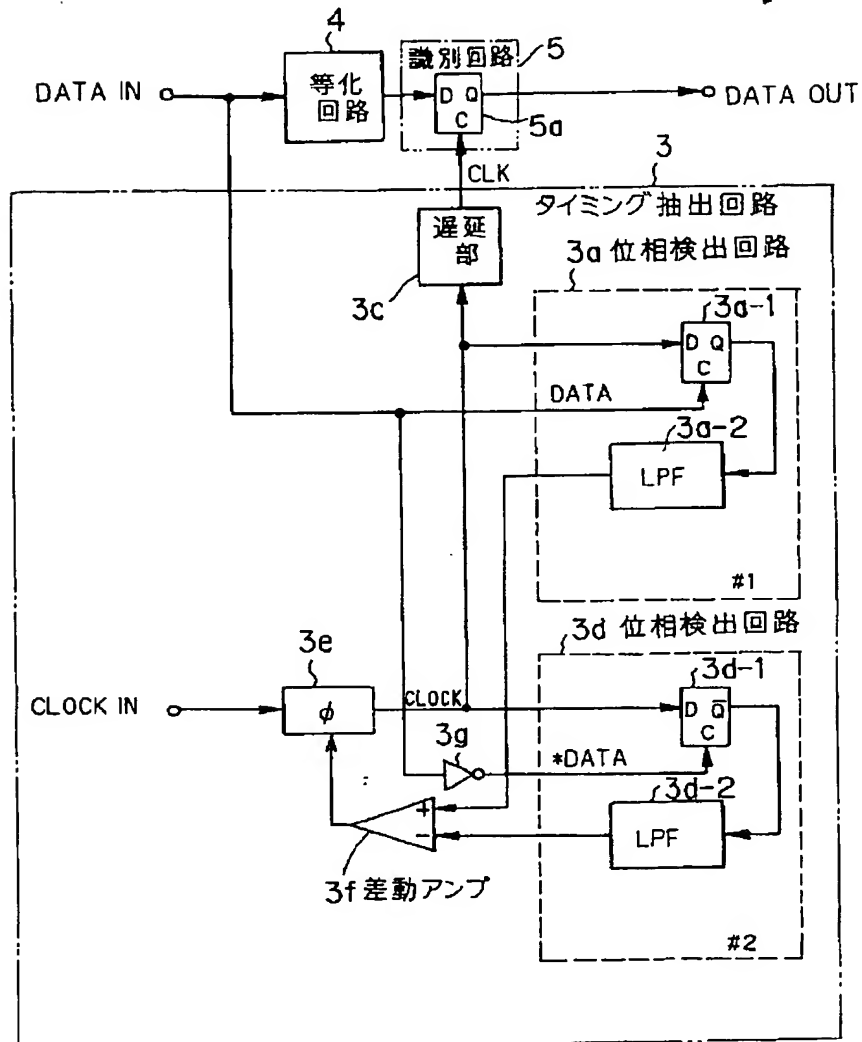 4
識別回路
5
DATA IN
等化
回路
D Q
C
5a
DATA OUT
CLK
3
タイミング抽出回路
遅延
部
3c
3a 位相検出回路
3a-1
D Q
C
DATA
3a-2
LPF
#1
3d 位相検出回路
3e
3d-1
CLOCK IN
φ
CLOCK
D Q̅
C
3g
*DATA
3d-2
+
−
LPF
3f 差動アンプ
#2